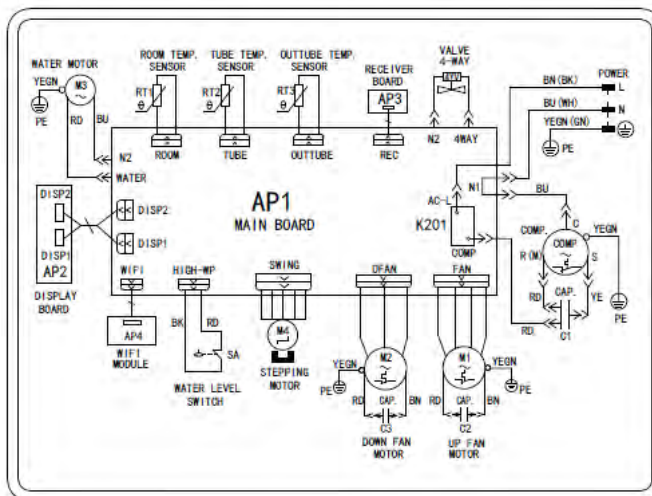 WATER MOTOR
ROOM TEMP. SENSOR
TUBE TEMP. SENSOR
OUTTUBE TEMP. SENSOR
RECEIVER BOARD
VALVE 4-WAY
POWER
BN(BK)
L
BU(WH)
N
YEGN(GN)
PE
YEGN
M3
PE
RD
BU
RT1
θ
RT2
θ
RT3
θ
AP3
4YV
N2
4WAY
ROOM
TUBE
OUTTUBE
REC
N2
WATER
AP1
MAIN BOARD
AC-L
K201
COMP
N1
BU
COMP.
COMP
C
YEGN
R(M)
S
RD
CAP.
YE
C1
RD
PE
DISP2
DISP1
AP2
DISPLAY BOARD
DISP2
DISP1
WIFI
HIGH-WP
SWING
DFAN
FAN
AP4
WIFI MODULE
BK
RD
SA
WATER LEVEL SWITCH
M4
STEPPING MOTOR
M2
YEGN
PE
RD
CAP.
BN
C3
DOWN FAN MOTOR
M1
YEGN
PE
RD
CAP.
BN
C2
UP FAN MOTOR